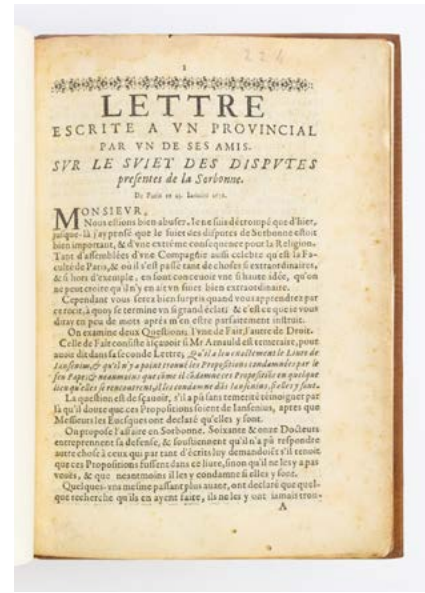 224
1
LETTRE
ESCRITE A VN PROVINCIAL
PAR VN DE SES AMIS.
SVR LE SVIET DES DISPVTES
presentes de la Sorbonne.
De Paris ce 23. Ianuier 1656.
MONSIEVR,
Nous estions bien abusez. Ie ne suis détrompé que d'hier,
jusque-là j'ay pensé que le suiet des disputes de Sorbonne estoit
bien important, & d'vne extréme consequence pour la Religion.
Tant d'assemblées d'vne Compagnie aussi celebre qu'est la Fa-
culté de Paris, & où il s'est passé tant de choses si extraordinaires,
& si hors d'exemple, en font conceuoir vne si haute idée, qu'on
ne peut croire qu'il n'y en ait vn suiet bien extraordinaire.
Cependant vous serez bien surpris quand vous apprendrez par
ce recit, à quoy se termine vn si grand éclat; & c'est ce que ie vous
diray en peu de mots apres m'en estre parfaitement instruit.
On examine deux Questions; l'vne de Fait, l'autre de Droit.
Celle de Fait consiste à sçauoir si Mr Arnauld est temeraire, pour
auoir dit dans sa seconde Lettre; Qu'il a leu exactement le Liure de
Iansenius, & qu'il n'y a point trouué les Propositions condamnées par le
feu Pape; & neanmoins que comme il condamne ces Propositions en quelque
lieu qu'elles se rencontrent, il les condamne dãs Iansenius, si elles y sont.
La question est de sçauoir, s'il a pû sans temerité témoigner par
là qu'il doute que ces Propositions soient de Iansenius, apres que
Messieurs les Euesques ont declaré qu'elles y sont.
On propose l'affaire en Sorbonne. Soixante & onze Docteurs
entreprennent sa defense, & soustiennent qu'il n'a pû respondre
autre chose à ceux qui par tant d'écrits luy demandoiẽt s'il tenoit
que ces Propositions fussent dans ce liure, sinon qu'il ne les y a pas
veuës, & que neantmoins il les y condamne si elles y sont.
Quelques-vns mesme passant plus auant, ont declaré que quel-
que recherche qu'ils en ayent faite, ils ne les y ont iamais trou-
A